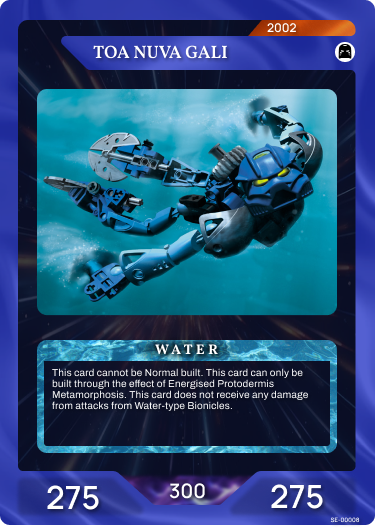 2002
TOA NUVA GALI
WATER
This card cannot be Normal built. This card can only be
built through the effect of Energised Protodermis
Metamorphosis. This card does not receive any damage
from attacks from Water-type Bionicles.
275
300
275
SE-00008